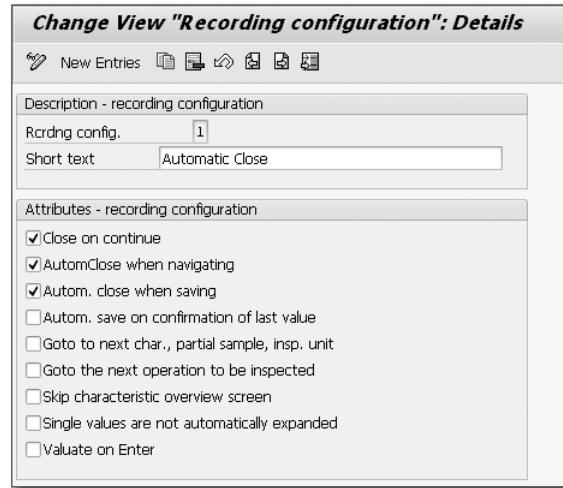 Change View "Recording configuration": Details
New Entries
Description - recording configuration
Rcrdng config. 1
Short text Automatic Close
Attributes - recording configuration
Close on continue
AutomClose when navigating
Autom. close when saving
Autom. save on confirmation of last value
Goto to next char., partial sample, insp. unit
Goto the next operation to be inspected
Skip characteristic overview screen
Single values are not automatically expanded
Valuate on Enter